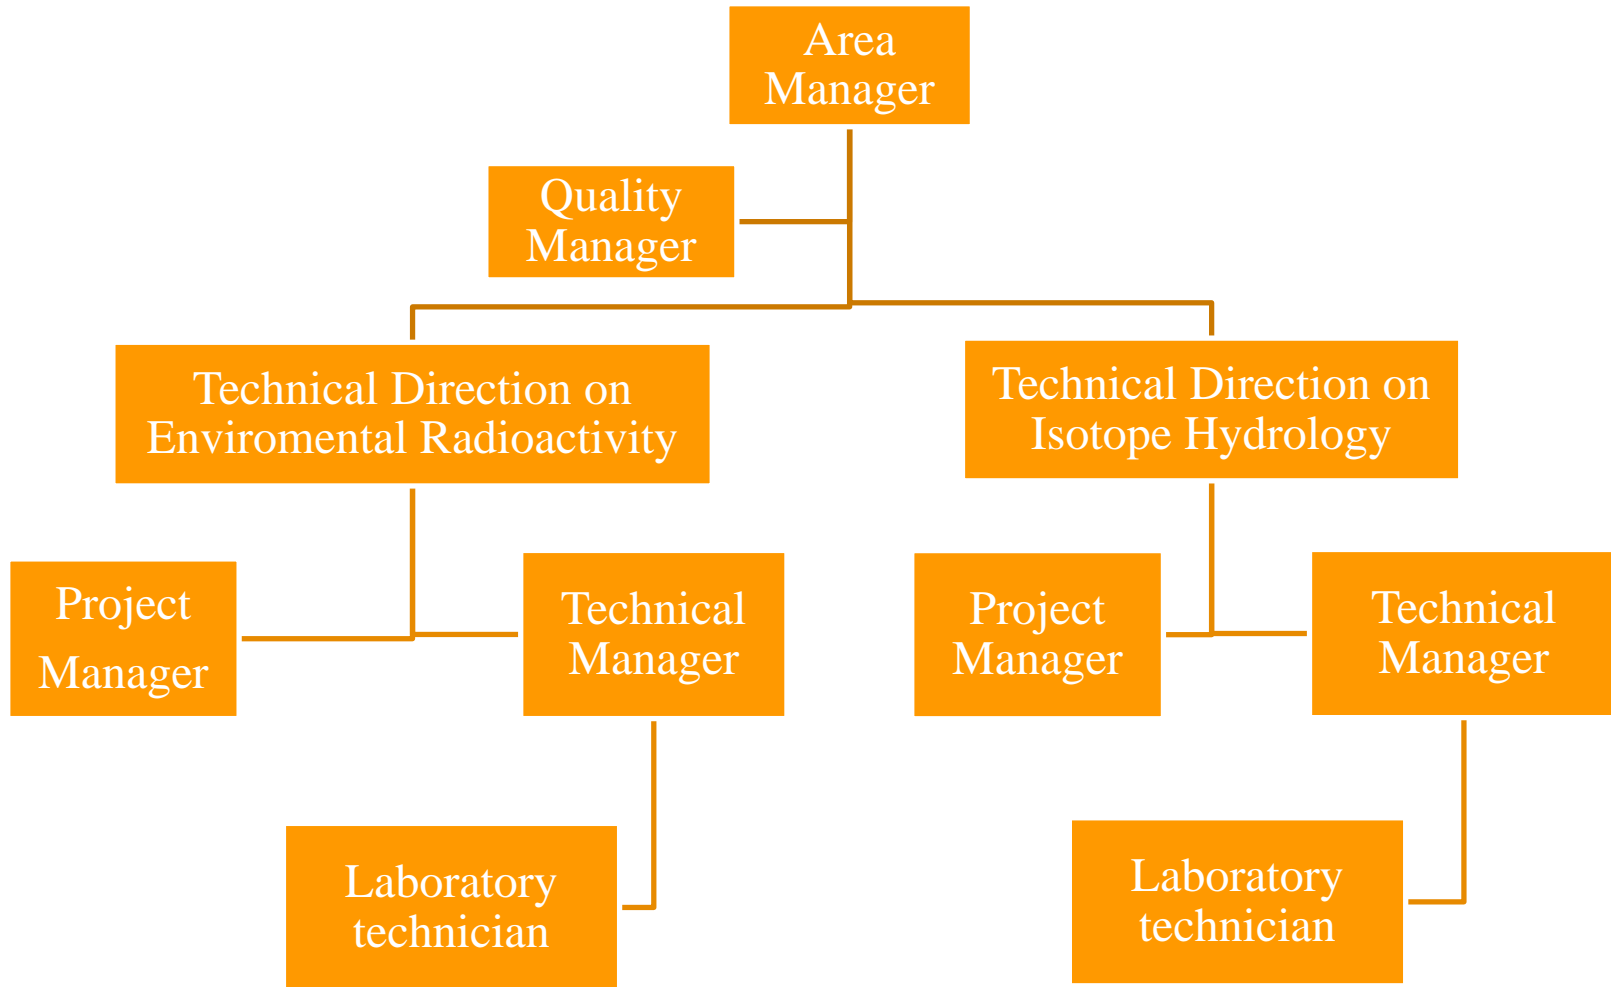 Area
Manager
Quality
Manager
Technical Direction on
Enviromental Radioactivity
Technical Direction on
Isotope Hydrology
Project
Manager
Technical
Manager
Project
Manager
Technical
Manager
Laboratory
technician
Laboratory
technician